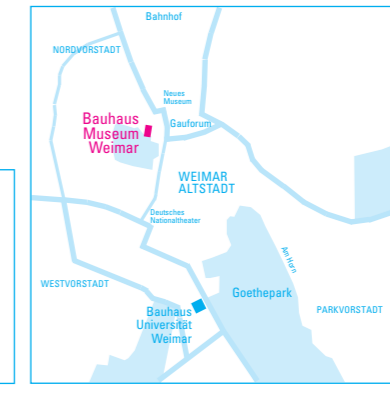 Bahnhof
NORDVORSTADT
Neues
Museum
Bauhaus
Museum
Weimar
Gauforum
WEIMAR
ALTSTADT
Deutsches
Nationaltheater
Am Horn
WESTVORSTADT
Goethepark
Bauhaus
Universität
Weimar
PARKVORSTADT